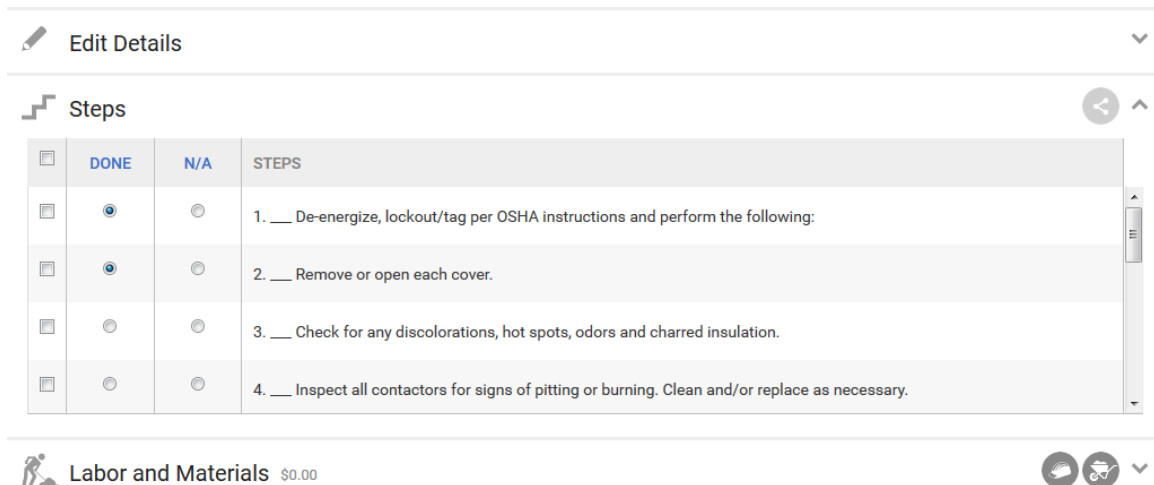 Edit Details
Steps
DONE N/A STEPS
1. ___ De-energize, lockout/tag per OSHA instructions and perform the following:
2. ___ Remove or open each cover.
3. ___ Check for any discolorations, hot spots, odors and charred insulation.
4. ___ Inspect all contactors for signs of pitting or burning. Clean and/or replace as necessary.
Labor and Materials $0.00